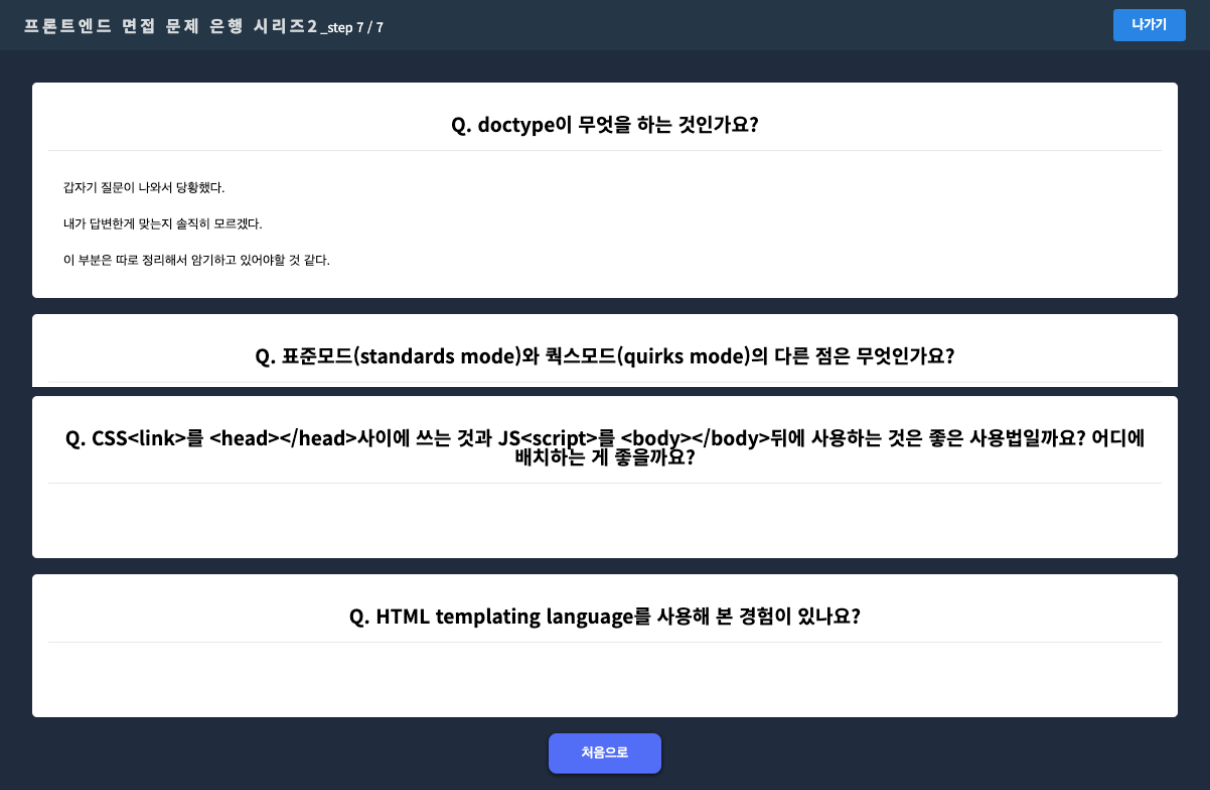 프론트엔드 면접 문제 은행 시리즈2_step 7 / 7
나가기
Q. doctype이 무엇을 하는 것인가요?
갑자기 질문이 나와서 당황했다.
내가 답변한게 맞는지 솔직히 모르겠다.
이 부분은 따로 정리해서 암기하고 있어야할 것 같다.
Q. 표준모드(standards mode)와 쿽스모드(quirks mode)의 다른 점은 무엇인가요?
Q. CSS<link>를 <head></head>사이에 쓰는 것과 JS<script>를 <body></body>뒤에 사용하는 것은 좋은 사용법일까요? 어디에
배치하는 게 좋을까요?
Q. HTML templating language를 사용해 본 경험이 있나요?
처음으로